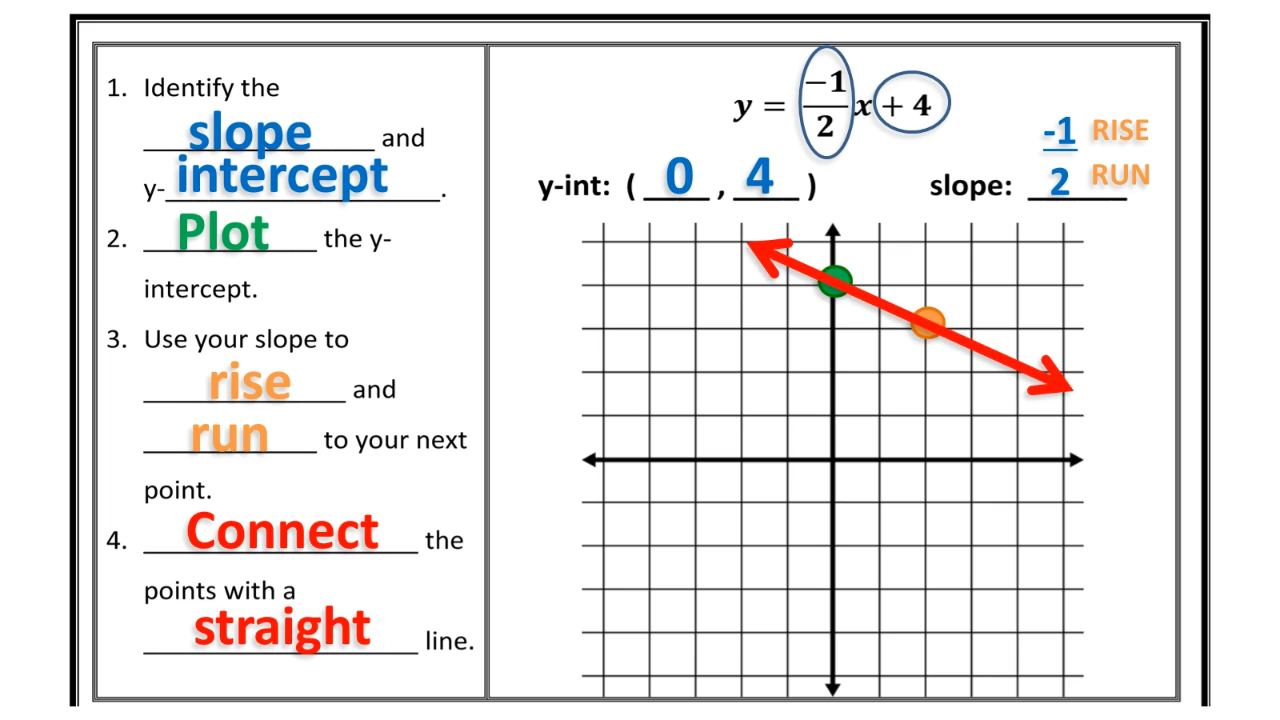 1. Identify the
slope and
y- intercept.
2. Plot the y-
intercept.
3. Use your slope to
rise and
run to your next
point.
4. Connect the
points with a
straight line.
y = -1/2 x + 4
y-int: ( 0 , 4 )
slope: -1 RISE
2 RUN